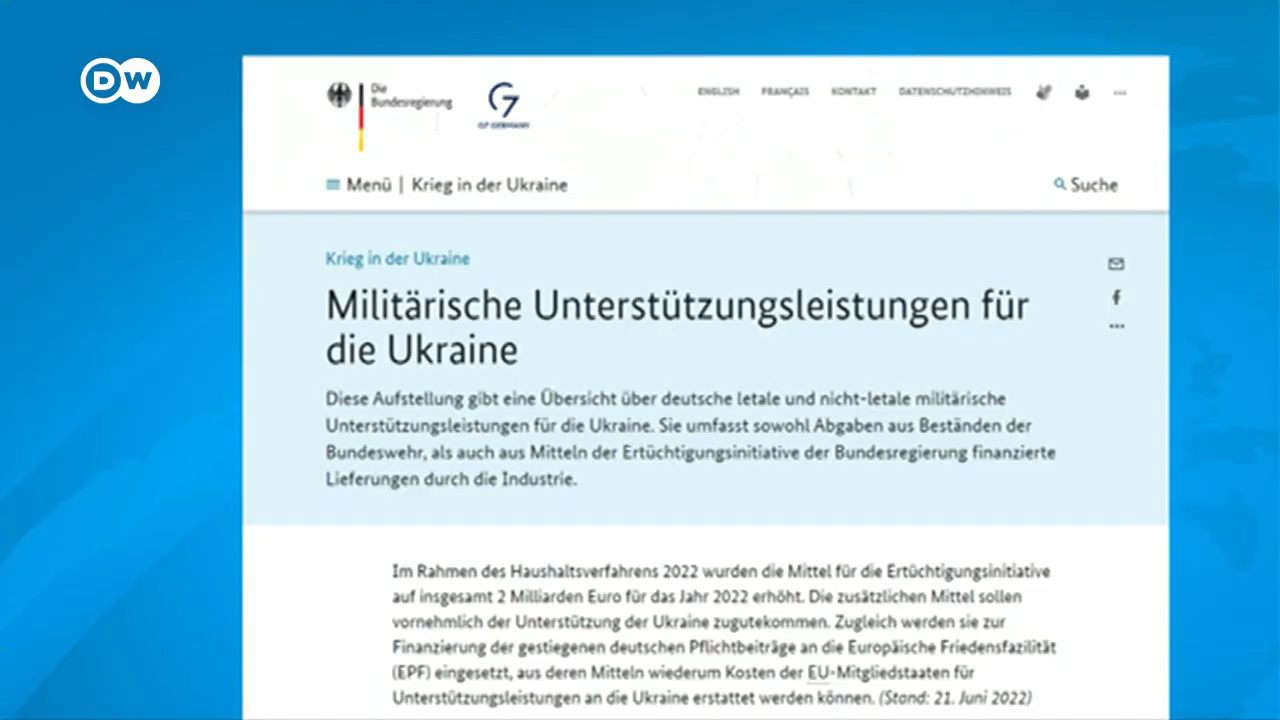 DW
Die
Bundesregierung
G7 GERMANY
ENGLISH FRANÇAIS KONTAKT DATENSCHUTZHINWEIS
Menü | Krieg in der Ukraine
Suche
Krieg in der Ukraine
Militärische Unterstützungsleistungen für
die Ukraine
Diese Aufstellung gibt eine Übersicht über deutsche letale und nicht-letale militärische
Unterstützungsleistungen für die Ukraine. Sie umfasst sowohl Abgaben aus Beständen der
Bundeswehr, als auch aus Mitteln der Ertüchtigungsinitiative der Bundesregierung finanzierte
Lieferungen durch die Industrie.
Im Rahmen des Haushaltsverfahrens 2022 wurden die Mittel für die Ertüchtigungsinitiative
auf insgesamt 2 Milliarden Euro für das Jahr 2022 erhöht. Die zusätzlichen Mittel sollen
vornehmlich der Unterstützung der Ukraine zugutekommen. Zugleich werden sie zur
Finanzierung der gestiegenen deutschen Pflichtbeiträge an die Europäische Friedensfazilität
(EPF) eingesetzt, aus deren Mitteln wiederum Kosten der EU-Mitgliedstaaten für
Unterstützungsleistungen an die Ukraine erstattet werden können. (Stand: 21. Juni 2022)